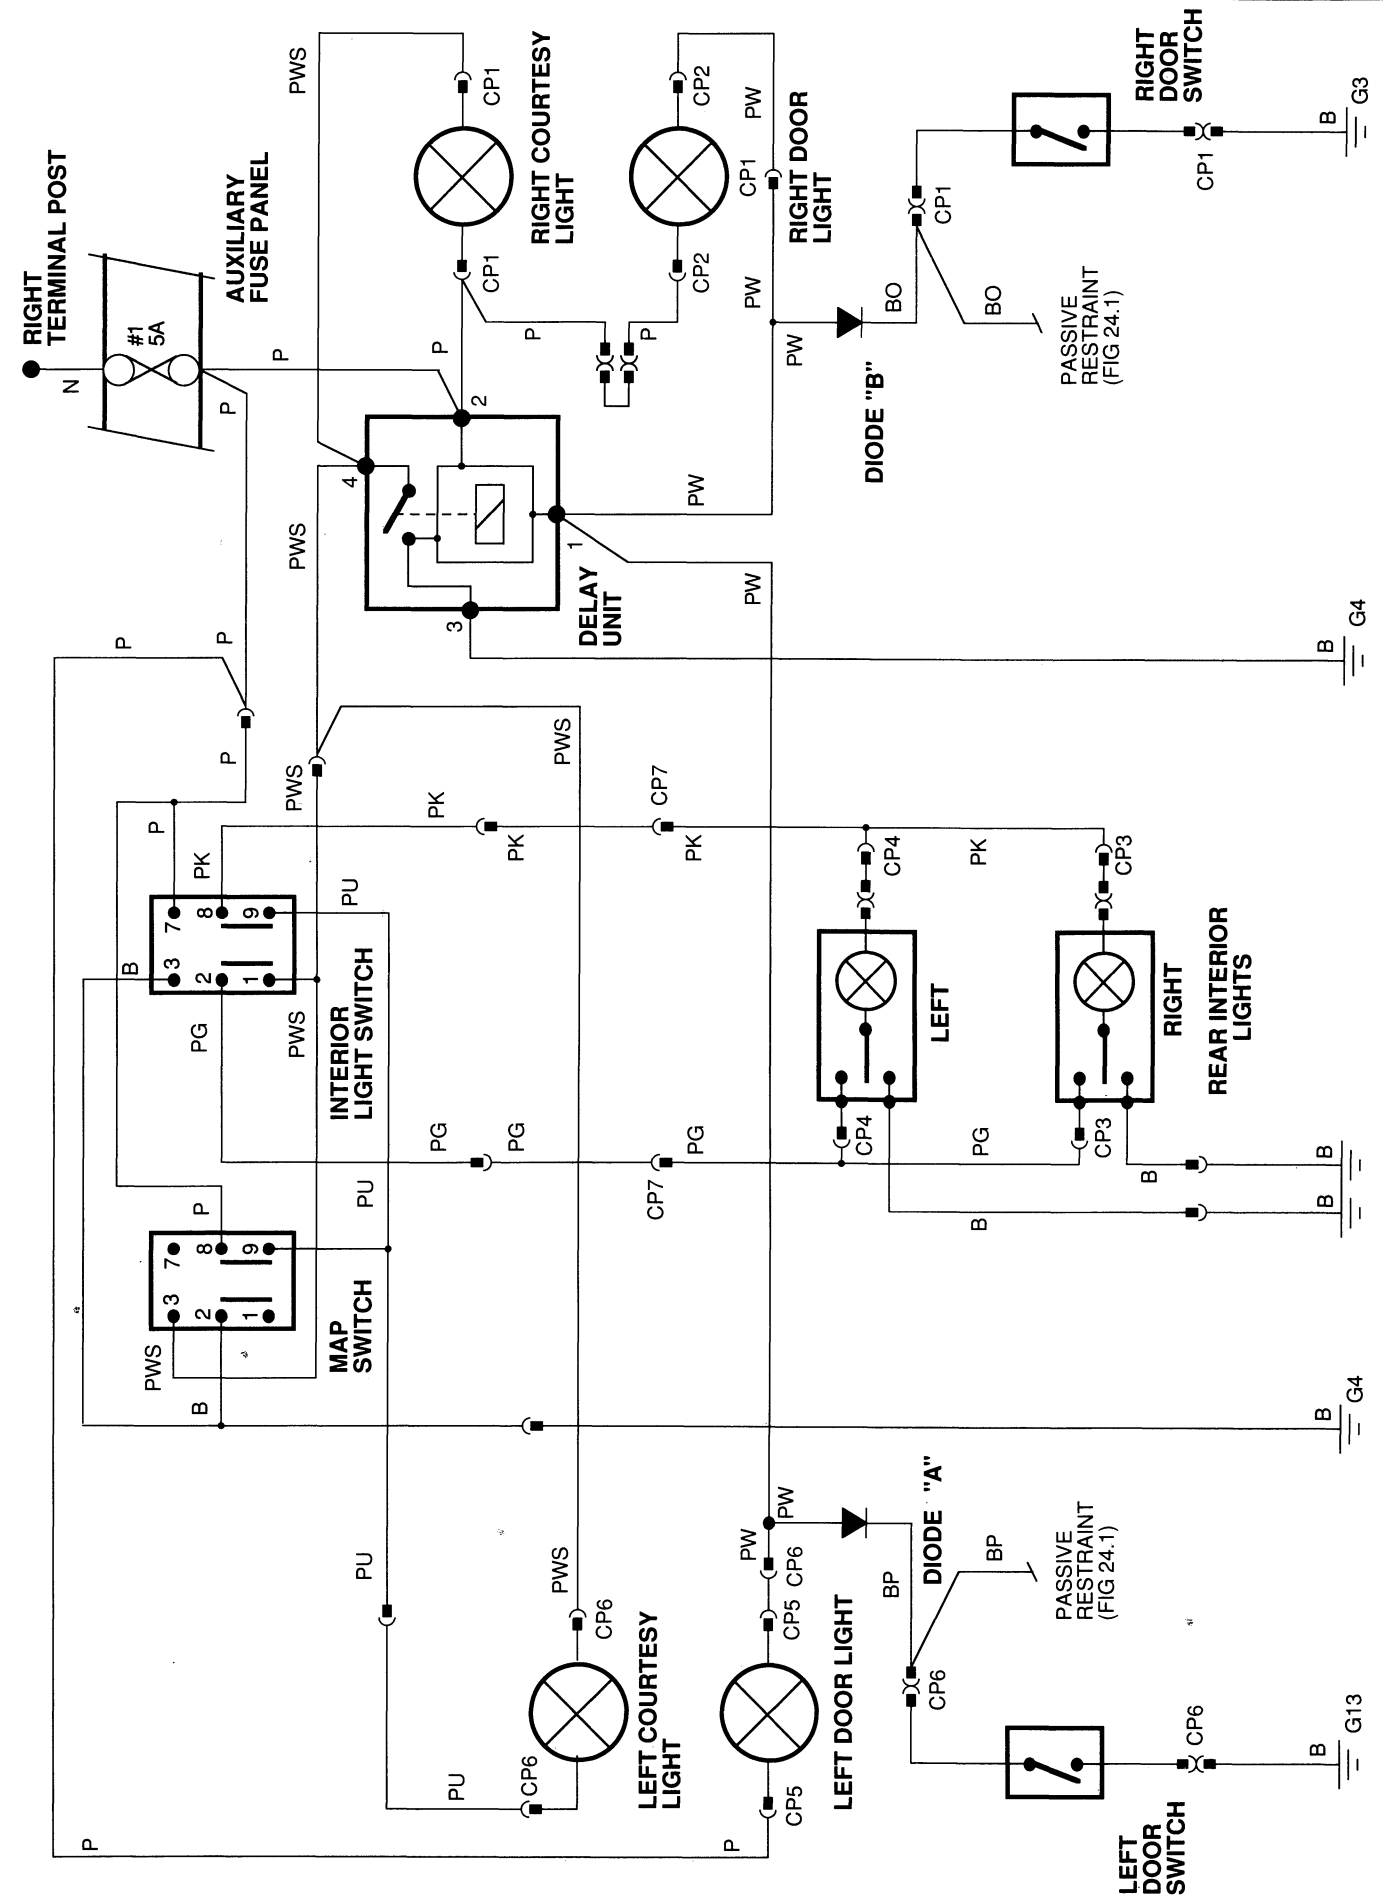 RIGHT
TERMINAL POST
N
#1
5A
AUXILIARY
FUSE PANEL
P
P
PWS
CP1
RIGHT COURTESY
LIGHT
CP1
P
P
P
CP2
CP2
PW
CP1
RIGHT DOOR
LIGHT
PW
PW
DIODE "B"
BO
CP1
BO
PASSIVE
RESTRAINT
(FIG 24.1)
RIGHT
DOOR
SWITCH
CP1
B
G3
2
4
1
3
DELAY
UNIT
PWS
PW
PW
B
G4
P
P
P
P
PK
PWS
PWS
PK
PK
CP7
PK
CP4
PK
CP3
7
8
9
3
2
1
B
PG
PWS
PU
INTERIOR
LIGHT SWITCH
LEFT
RIGHT
REAR INTERIOR
LIGHTS
PG
PG
CP7
PG
CP4
PG
CP3
B
B
B
B
PU
P
7
8
9
3
2
1
PWS
B
MAP
SWITCH
B
G4
PU
PWS
CP6
LEFT COURTESY
LIGHT
PU
CP6
PW
PW
CP6
CP5
LEFT DOOR LIGHT
CP5
P
P
DIODE "A"
BP
BP
PASSIVE
RESTRAINT
(FIG 24.1)
CP6
LEFT
DOOR
SWITCH
CP6
B
G13